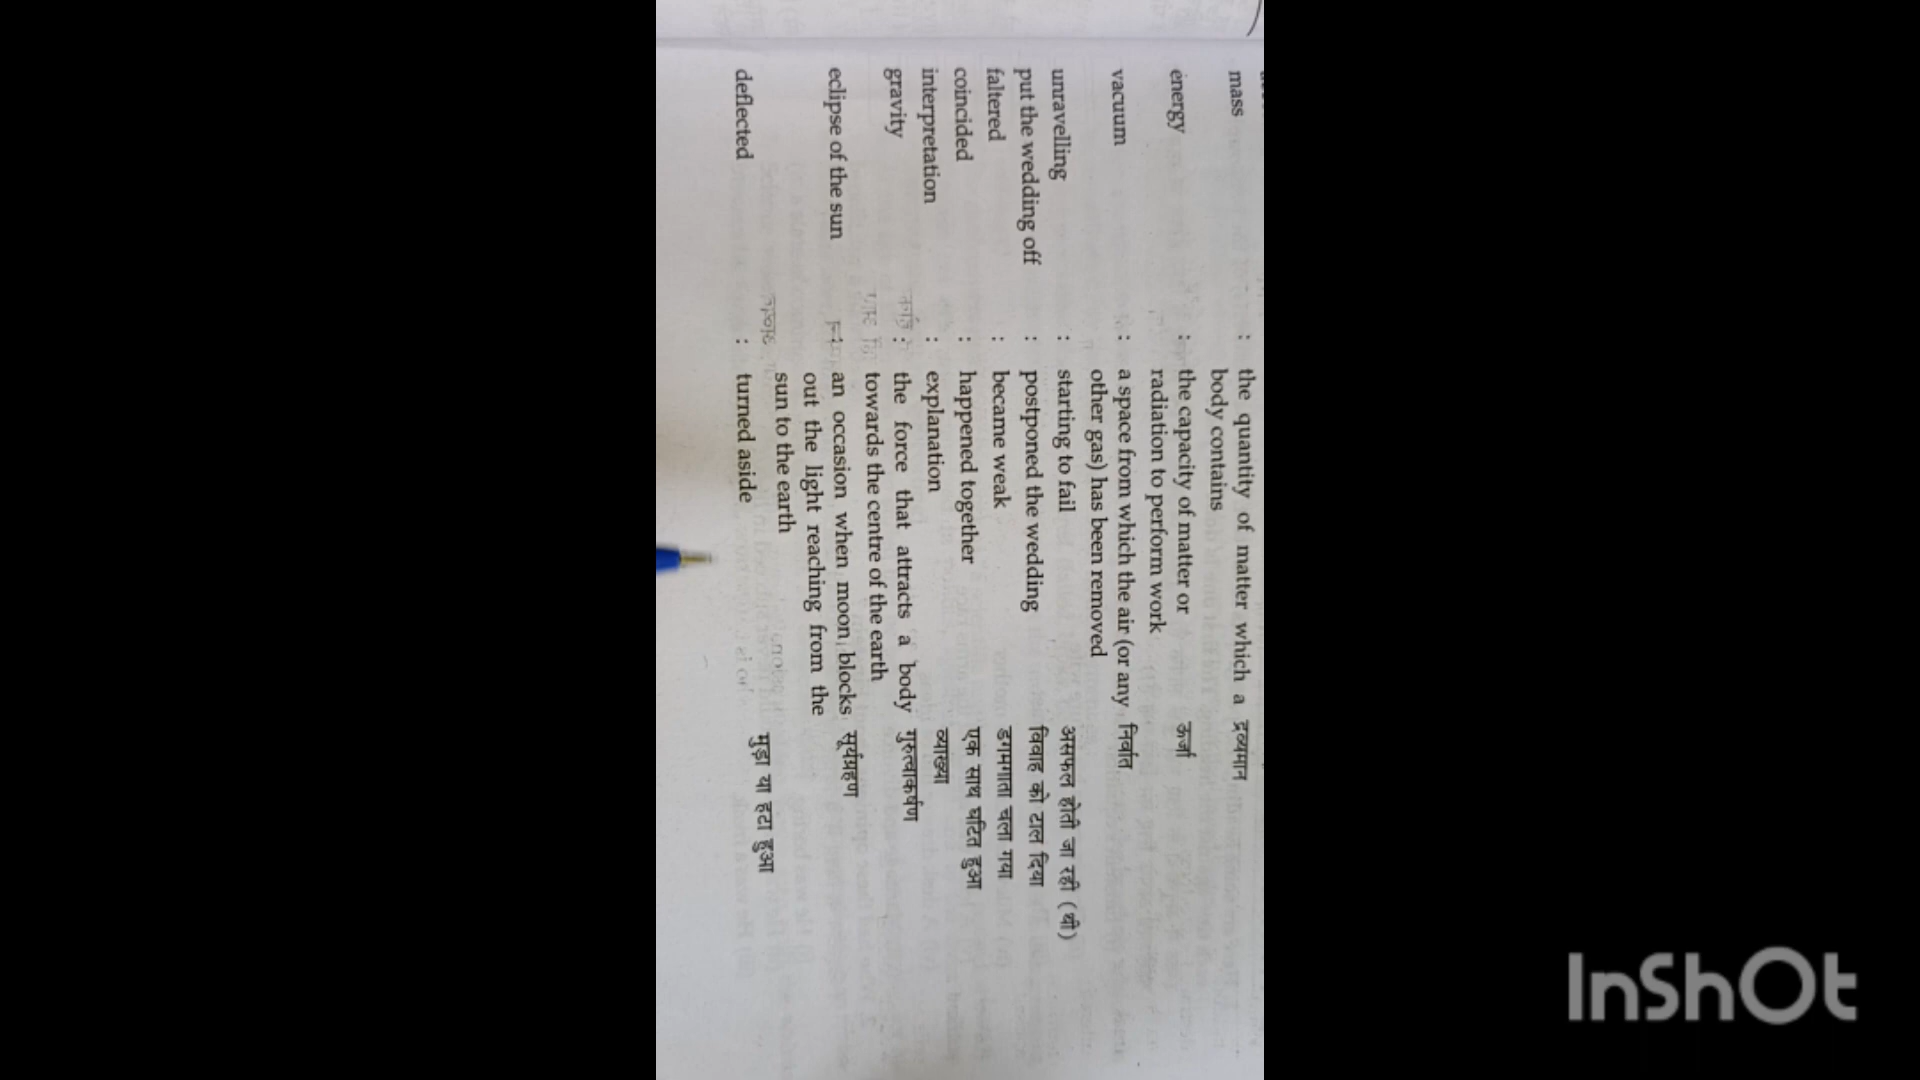 mass : the quantity of matter which a द्रव्यमान
body contains
energy : the capacity of matter or ऊर्जा
radiation to perform work
vacuum : a space from which the air (or any निर्वात
other gas) has been removed
unravelling : starting to fail असफल होती जा रही (थी)
put the wedding off : postponed the wedding विवाह को टाल दिया
faltered : became weak डगमगाता चला गया
coincided : happened together एक साथ घटित हुआ
interpretation : explanation व्याख्या
gravity : the force that attracts a body गुरुत्वाकर्षण
towards the centre of the earth
eclipse of the sun : an occasion when moon blocks सूर्यग्रहण
out the light reaching from the
sun to the earth
deflected : turned aside मुड़ा या हटा हुआ
InShOt